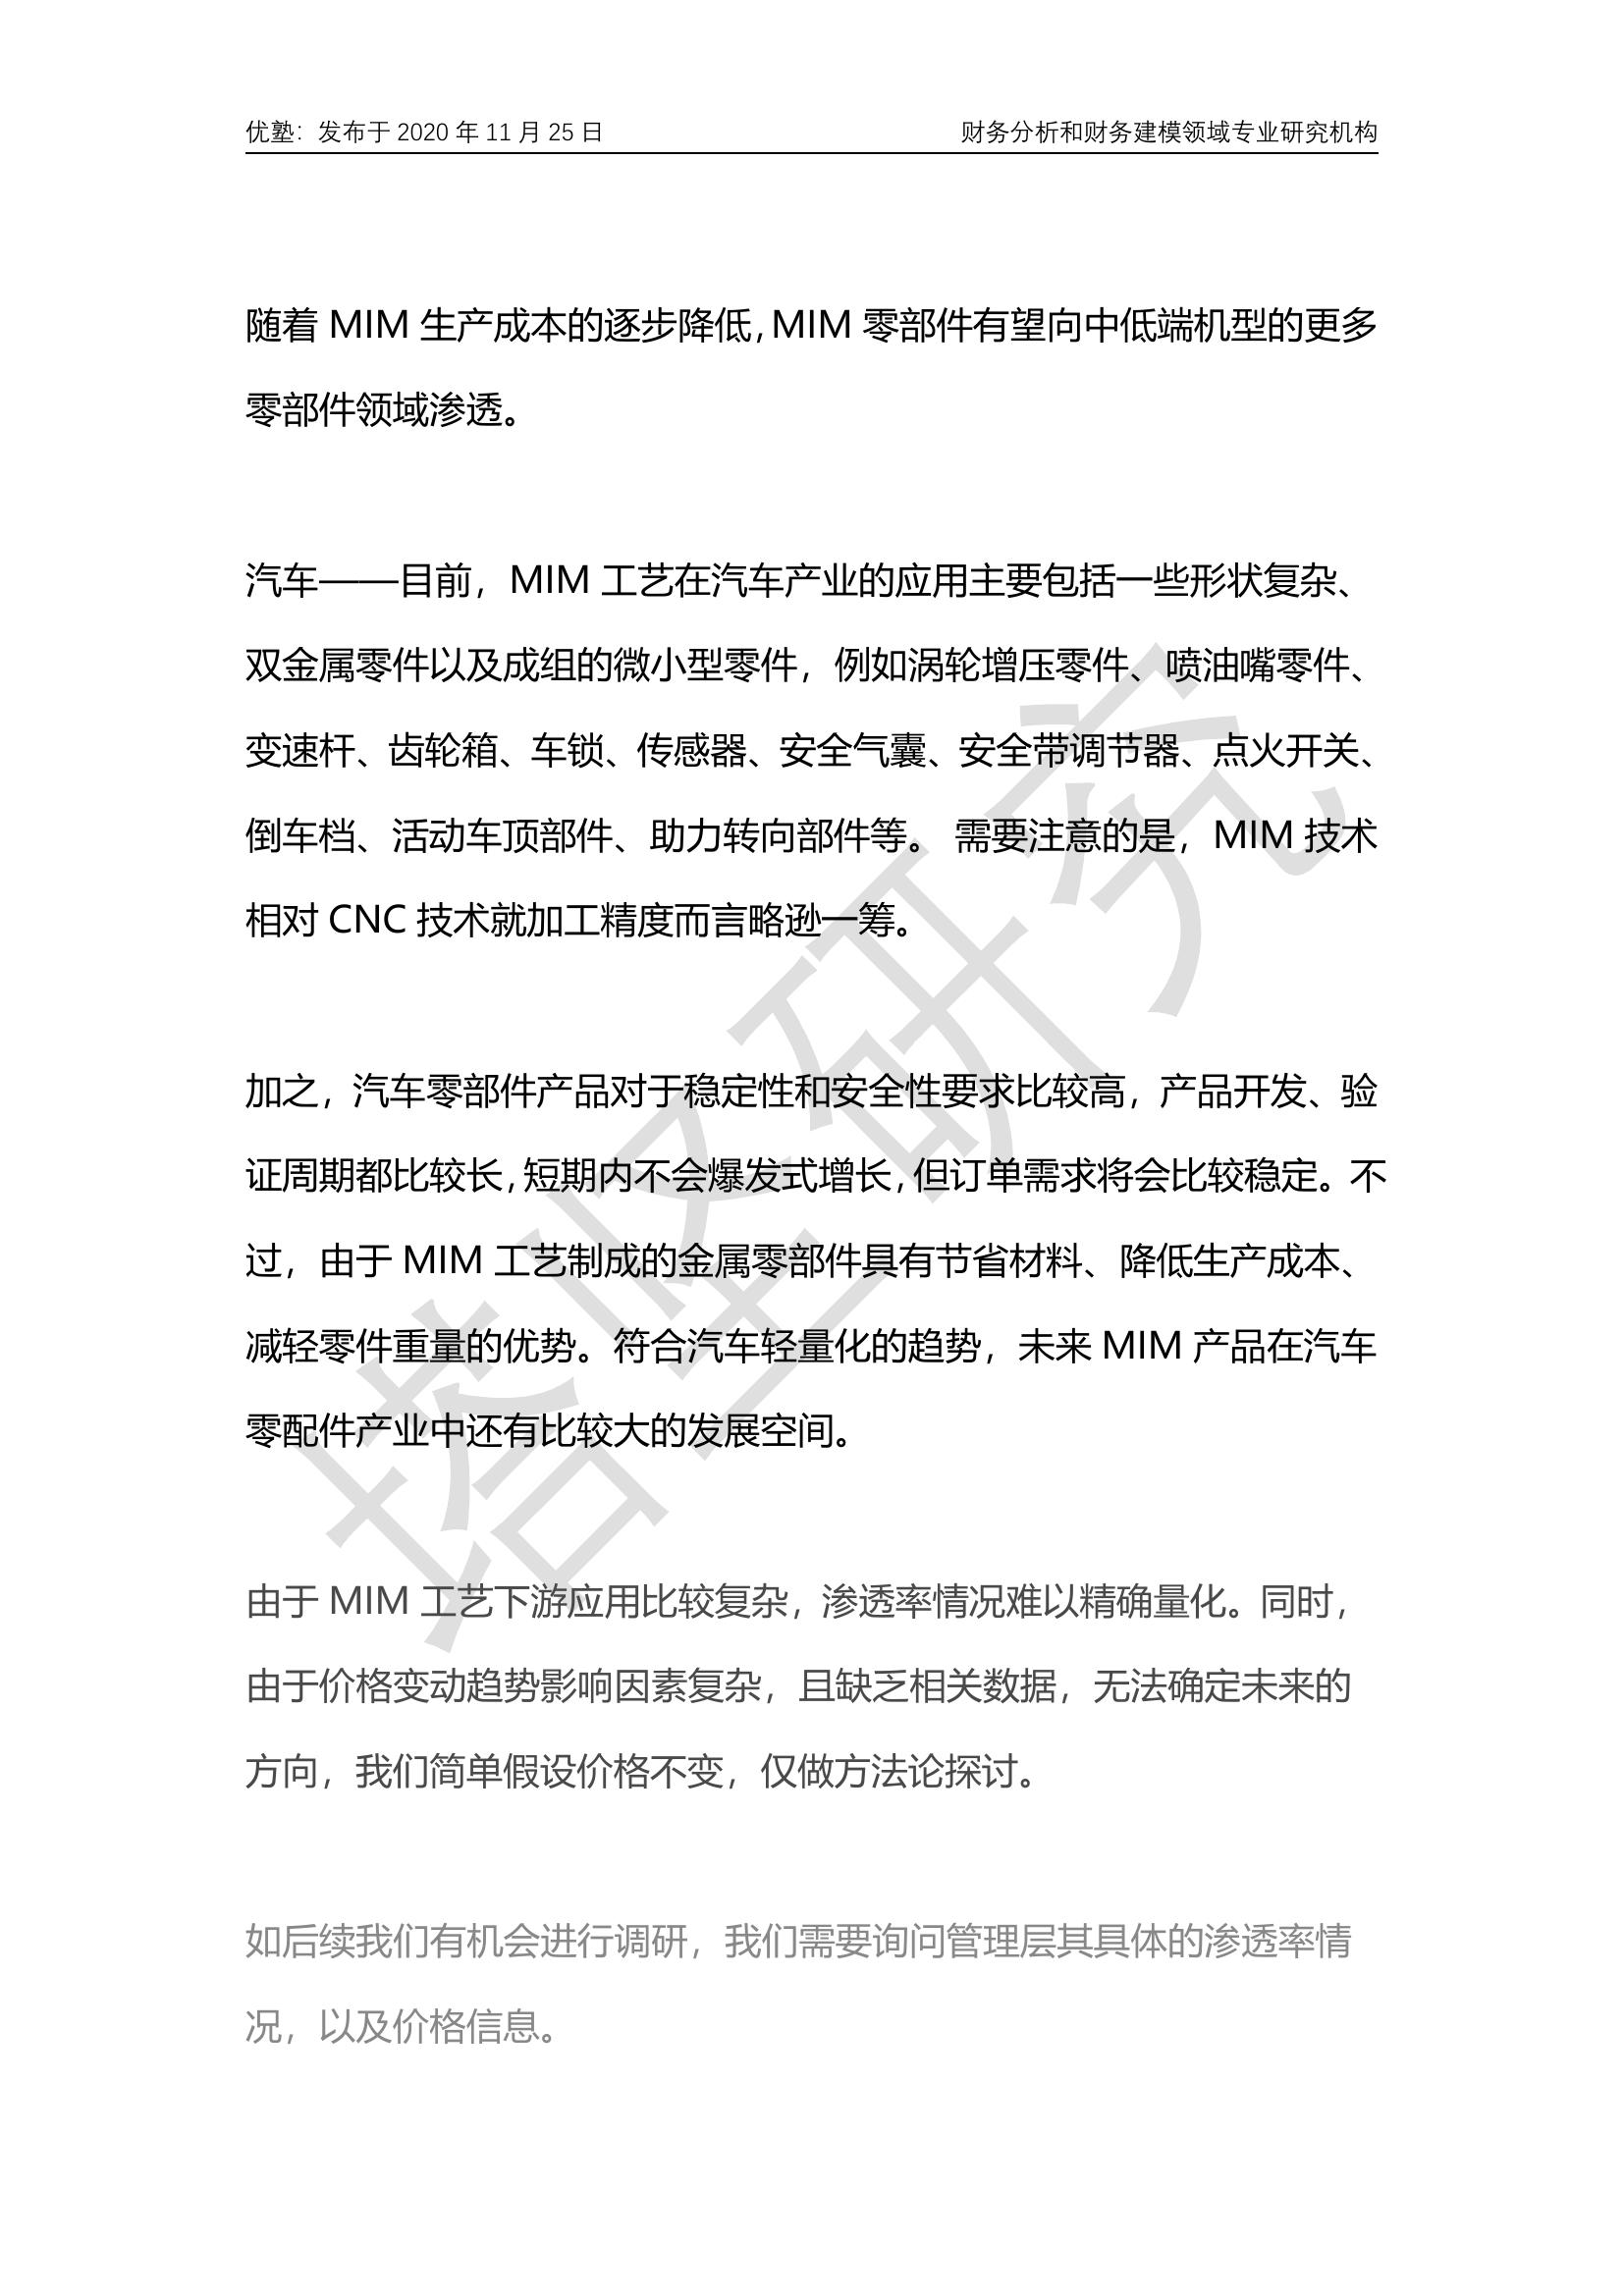 优塾：发布于 2020 年 11 月 25 日 财务分析和财务建模领域专业研究机构
随着 MIM 生产成本的逐步降低，MIM 零部件有望向中低端机型的更多
零部件领域渗透。
汽车——目前，MIM 工艺在汽车产业的应用主要包括一些形状复杂、
双金属零件以及成组的微小型零件，例如涡轮增压零件、喷油嘴零件、
变速杆、齿轮箱、车锁、传感器、安全气囊、安全带调节器、点火开关、
倒车档、活动车顶部件、助力转向部件等。 需要注意的是，MIM 技术
相对 CNC 技术就加工精度而言略逊一筹。
加之，汽车零部件产品对于稳定性和安全性要求比较高，产品开发、验
证周期都比较长，短期内不会爆发式增长，但订单需求将会比较稳定。不
过，由于 MIM 工艺制成的金属零部件具有节省材料、降低生产成本、
减轻零件重量的优势。符合汽车轻量化的趋势，未来 MIM 产品在汽车
零配件产业中还有比较大的发展空间。
由于 MIM 工艺下游应用比较复杂，渗透率情况难以精确量化。同时，
由于价格变动趋势影响因素复杂，且缺乏相关数据，无法确定未来的
方向，我们简单假设价格不变，仅做方法论探讨。
如后续我们有机会进行调研，我们需要询问管理层其具体的渗透率情
况，以及价格信息。
塔坚研究